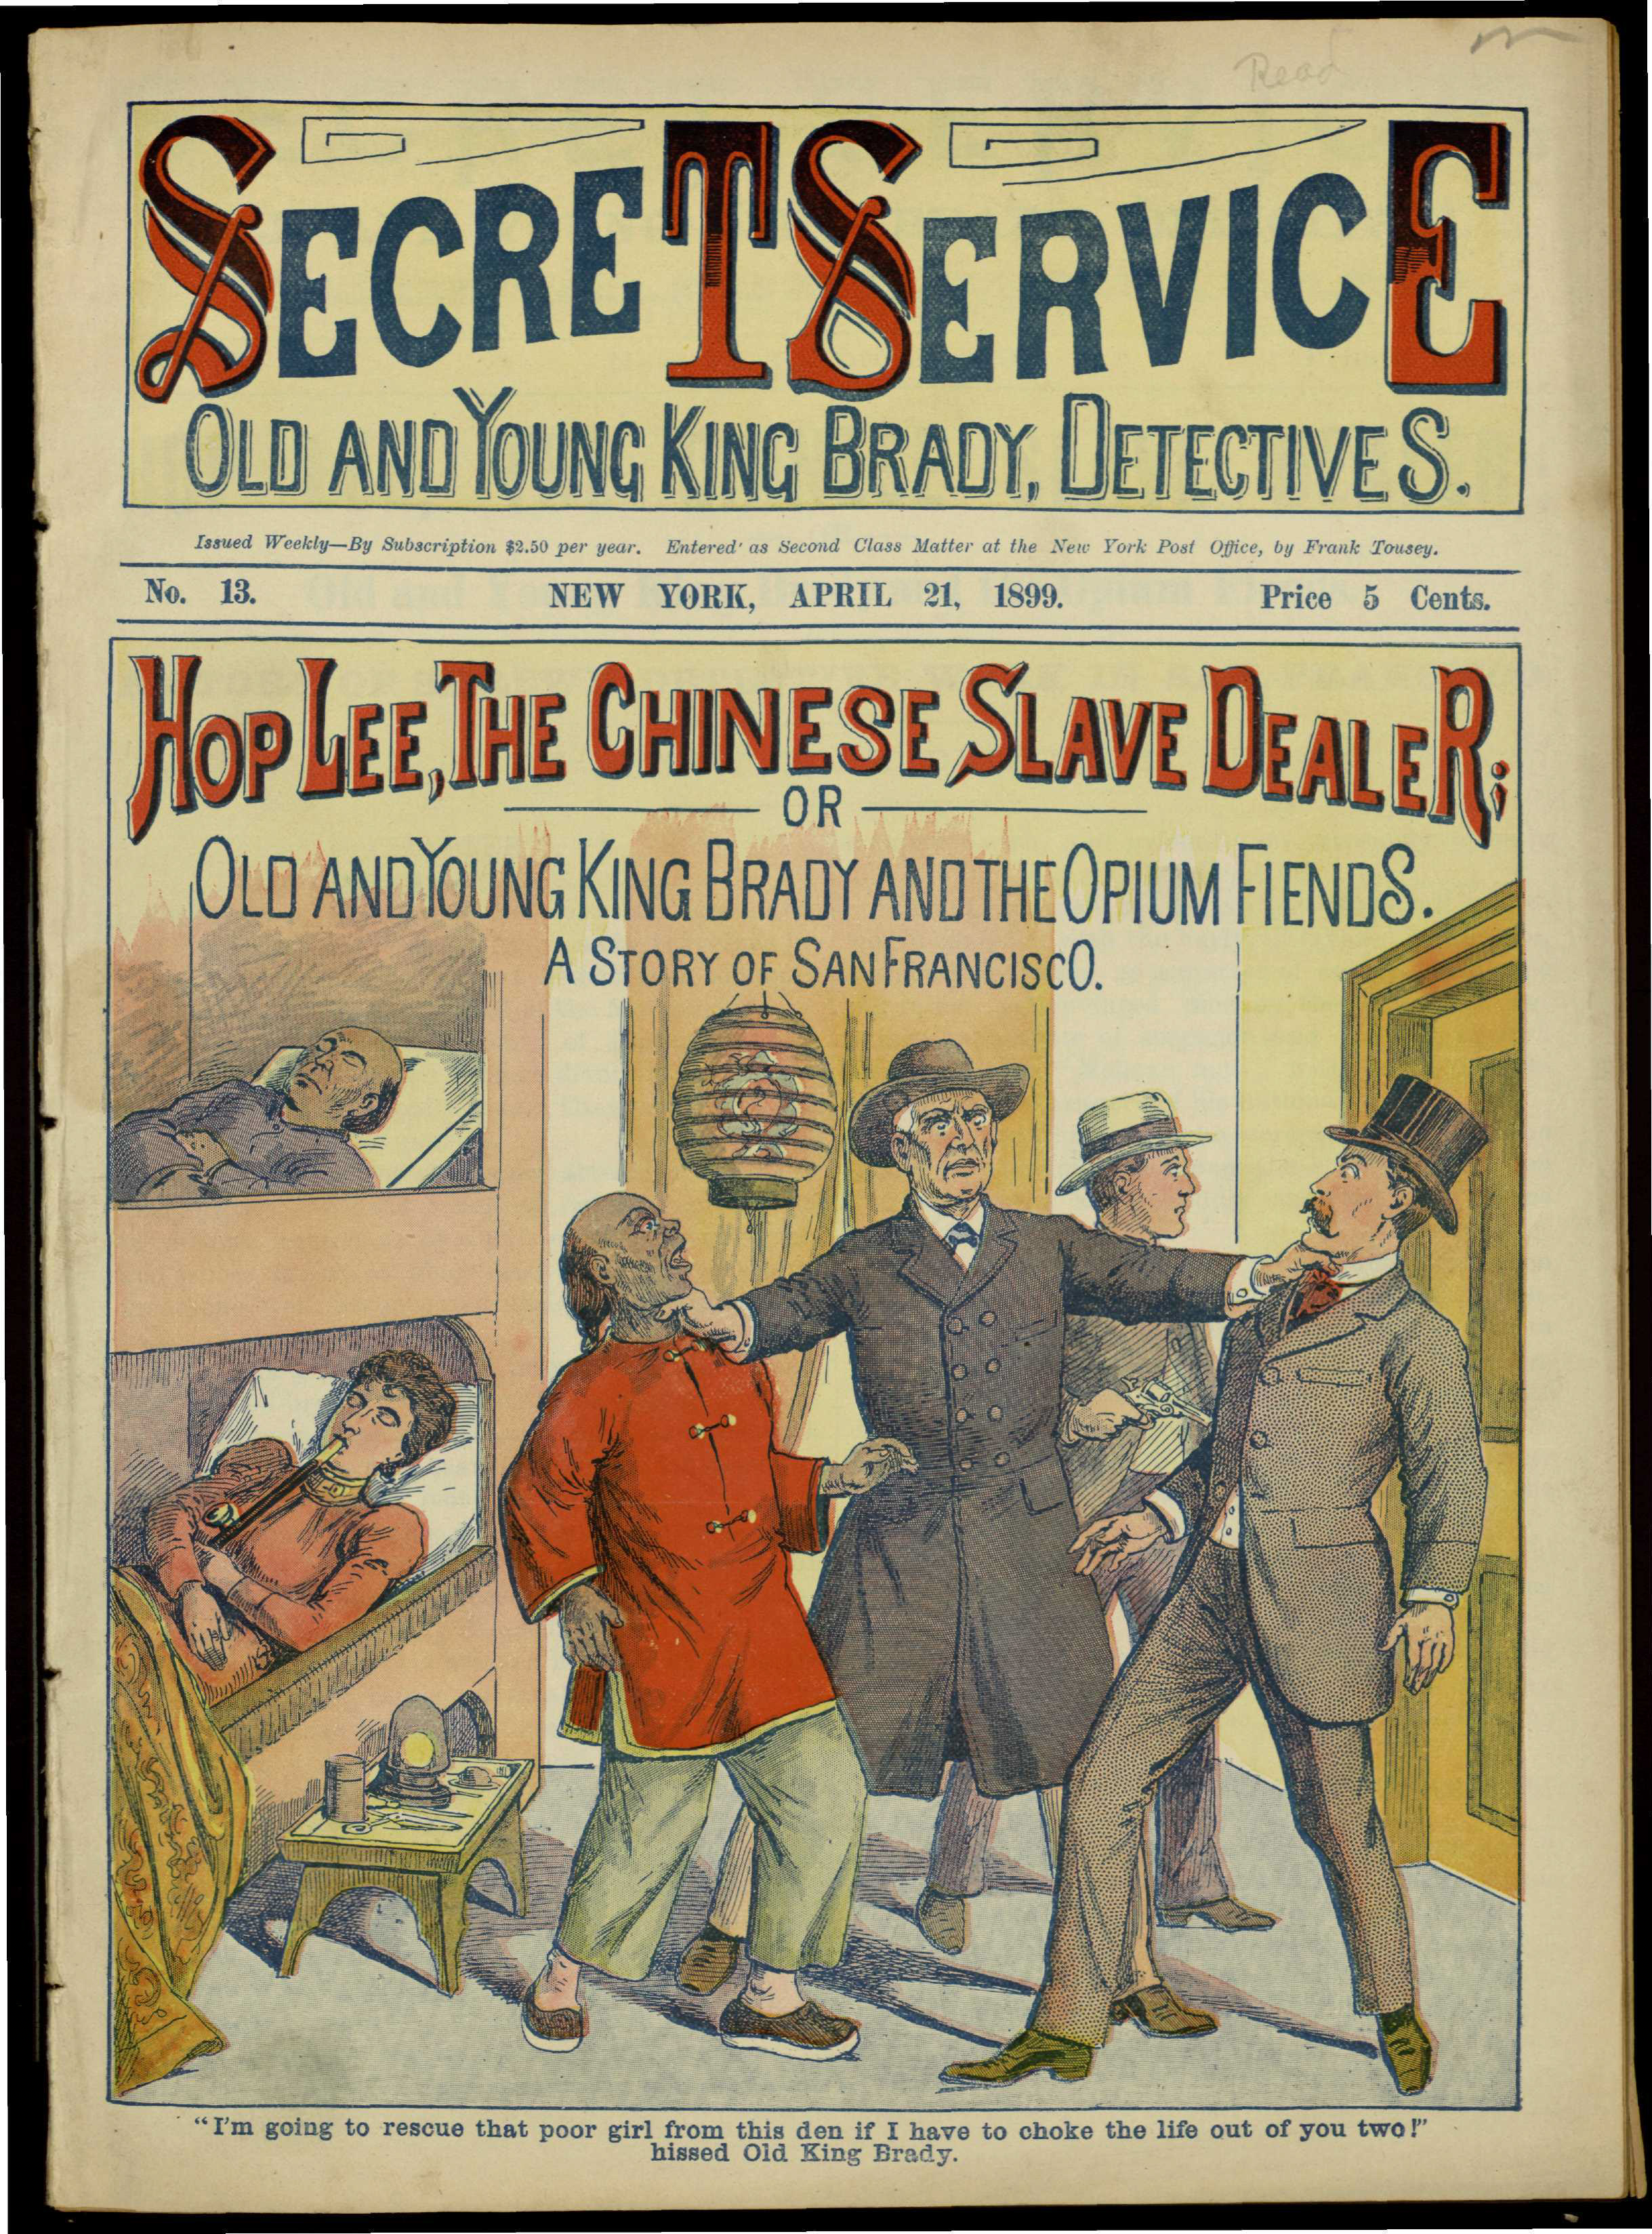 Read
SECRET SERVICE
OLD AND YOUNG KING BRADY, DETECTIVES.
Issued Weekly—By Subscription $2.50 per year. Entered as Second Class Matter at the New York Post Office, by Frank Tousey.
No. 13. NEW YORK, APRIL 21, 1899. Price 5 Cents.
HOP LEE, THE CHINESE SLAVE DEALER;
OR
OLD AND YOUNG KING BRADY AND THE OPIUM FIENDS.
A STORY OF SAN FRANCISCO.
"I'm going to rescue that poor girl from this den if I have to choke the life out of you two!"
hissed Old King Brady.